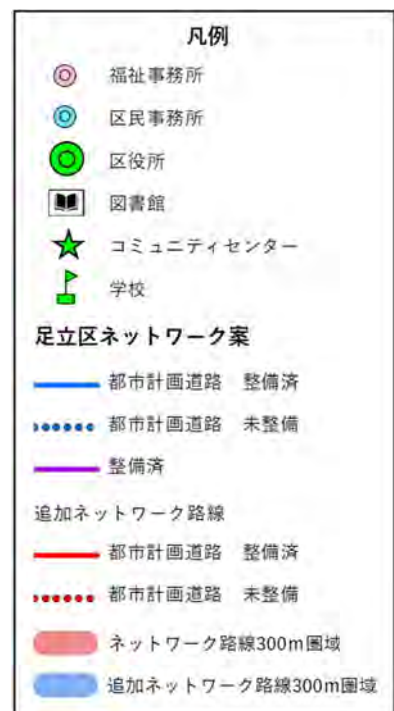 凡例
福祉事務所
区民事務所
区役所
図書館
コミュニティセンター
学校
足立区ネットワーク案
都市計画道路　整備済
都市計画道路　未整備
整備済
追加ネットワーク路線
都市計画道路　整備済
都市計画道路　未整備
ネットワーク路線300m圏域
追加ネットワーク路線300m圏域